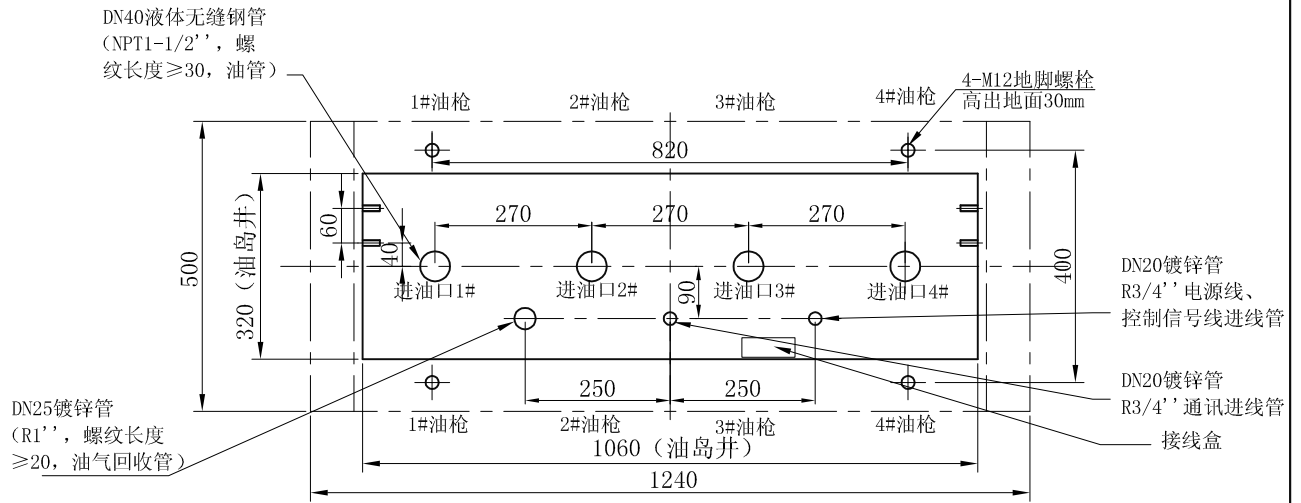 DN40液体无缝钢管
（NPT1-1/2''，螺
纹长度≥30，油管）
1#油枪
2#油枪
3#油枪
4#油枪
4-M12地脚螺栓
高出地面30mm
820
500
320（油岛井）
60
40
270
270
270
400
进油口1#
进油口2#
进油口3#
进油口4#
90
DN20镀锌管
R3/4''电源线、
控制信号线进线管
250
250
DN20镀锌管
R3/4''通讯进线管
接线盒
DN25镀锌管
（R1''，螺纹长度
≥20，油气回收管）
1#油枪
2#油枪
3#油枪
4#油枪
1060（油岛井）
1240